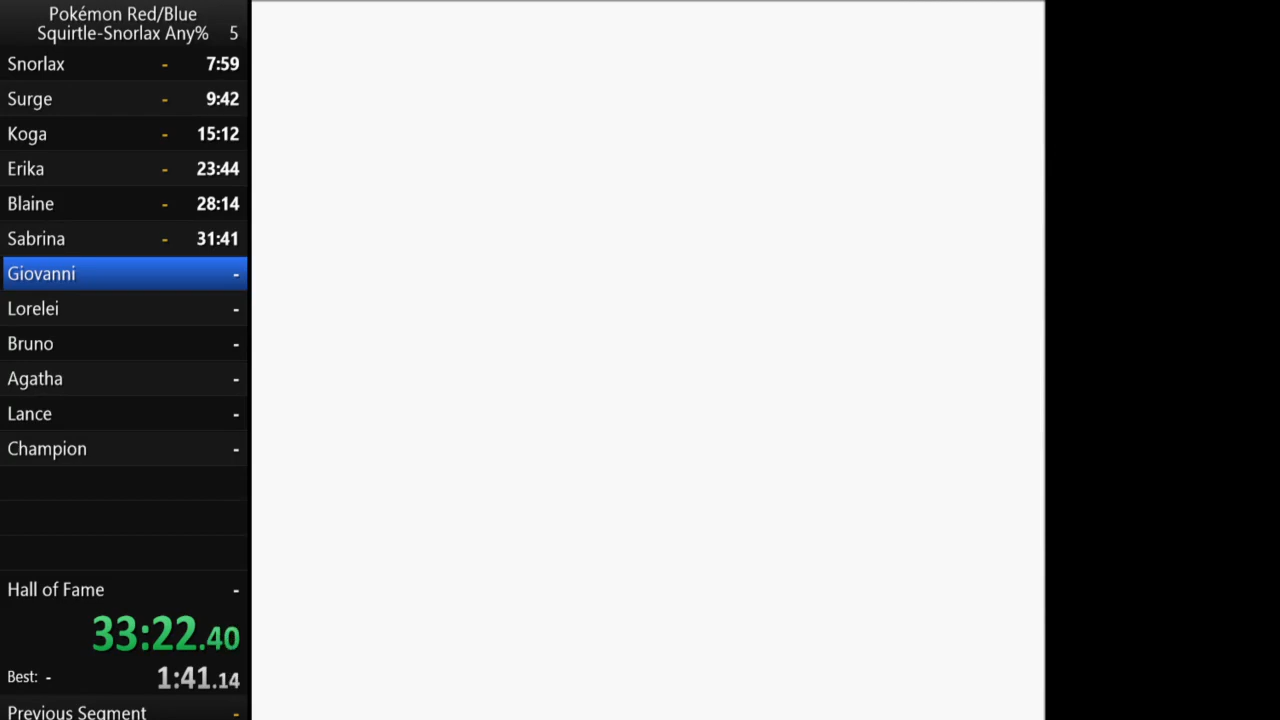 Pokémon Red/Blue
Squirtle-Snorlax Any% 5
Snorlax - 7:59
Surge - 9:42
Koga - 15:12
Erika - 23:44
Blaine - 28:14
Sabrina - 31:41
Giovanni -
Lorelei -
Bruno -
Agatha -
Lance -
Champion -
Hall of Fame -
33:22.40
Best: - 1:41.14
Previous Segment -